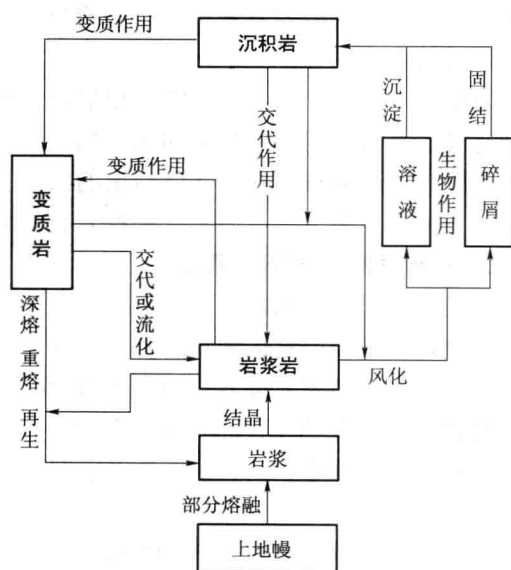 变质作用
沉积岩
沉淀
固结
交代作用
变质作用
变质岩
溶液
生物作用
碎屑
交代或流化
深熔
重熔
再生
岩浆岩
风化
结晶
岩浆
部分熔融
上地幔